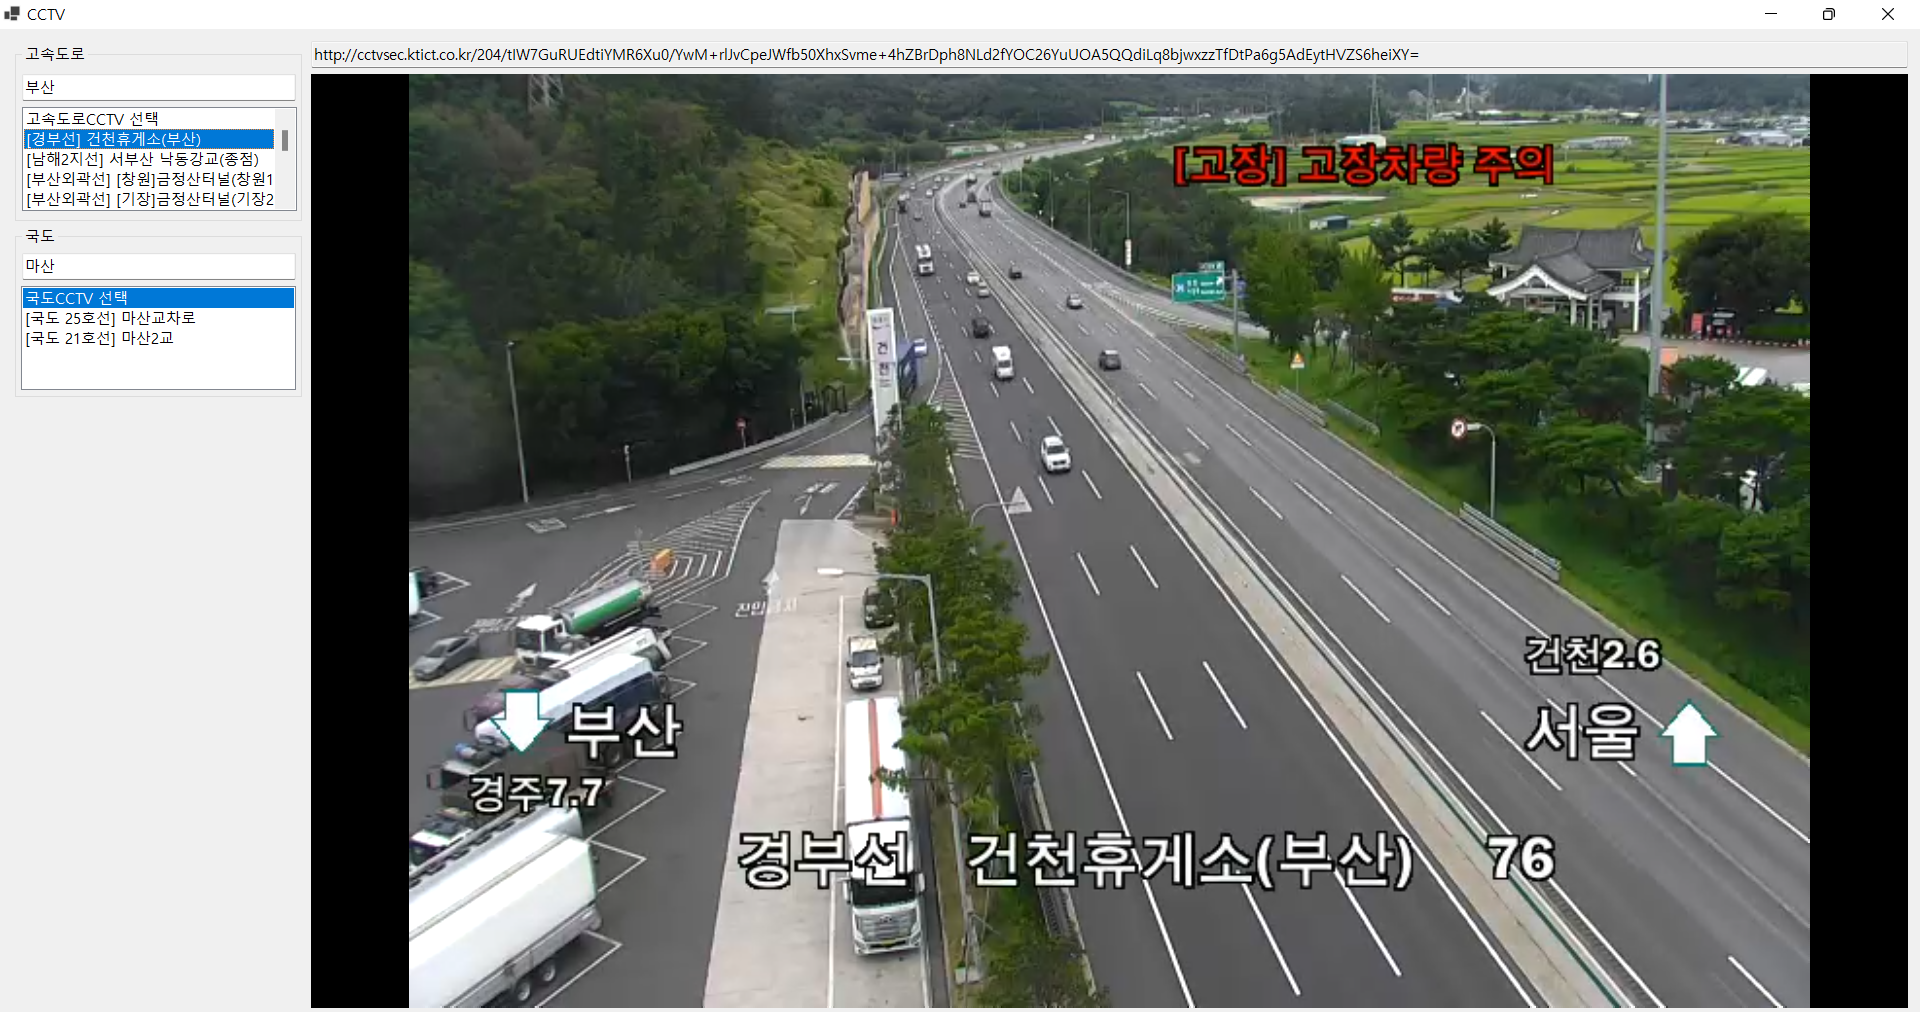 CCTV
고속도로
부산
고속도로CCTV 선택
[경부선] 건천휴게소(부산)
[남해2지선] 서부산 낙동강교(종점)
[부산외곽선] [창원]금정산터널(창원1
[부산외곽선] [기장]금정산터널(기장2
국도
마산
국도CCTV 선택
[국도 25호선] 마산교차로
[국도 21호선] 마산2교
http://cctvsec.ktict.co.kr/204/tIW7GuRUEdtiYMR6Xu0/YwM+rlJvCpeJWfb50XhxSvme+4hZBrDph8NLd2fYOC26YuUOA5QQdiLq8bjwxzzTfDtPa6g5AdEytHVZS6heiXY=
[고장] 고장차량 주의
건천
진입금지
건천2.6
서울
부산
경주7.7
경부선 건천휴게소(부산) 76